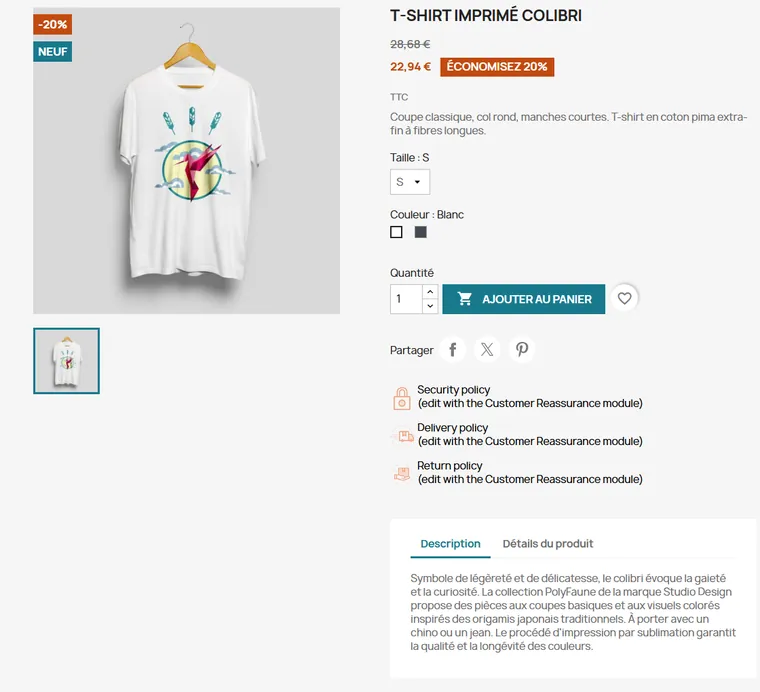 -20%
NEUF
T-SHIRT IMPRIMÉ COLIBRI
28,68 €
22,94 € ÉCONOMISEZ 20%
TTC
Coupe classique, col rond, manches courtes. T-shirt en coton pima extra-
fin à fibres longues.
Taille : S
S
Couleur : Blanc
Quantité
1
AJOUTER AU PANIER
Partager
Security policy
(edit with the Customer Reassurance module)
Delivery policy
(edit with the Customer Reassurance module)
Return policy
(edit with the Customer Reassurance module)
Description Détails du produit
Symbole de légèreté et de délicatesse, le colibri évoque la gaieté
et la curiosité. La collection PolyFaune de la marque Studio Design
propose des pièces aux coupes basiques et aux visuels colorés
inspirés des origamis japonais traditionnels. À porter avec un
chino ou un jean. Le procédé d'impression par sublimation garantit
la qualité et la longévité des couleurs.